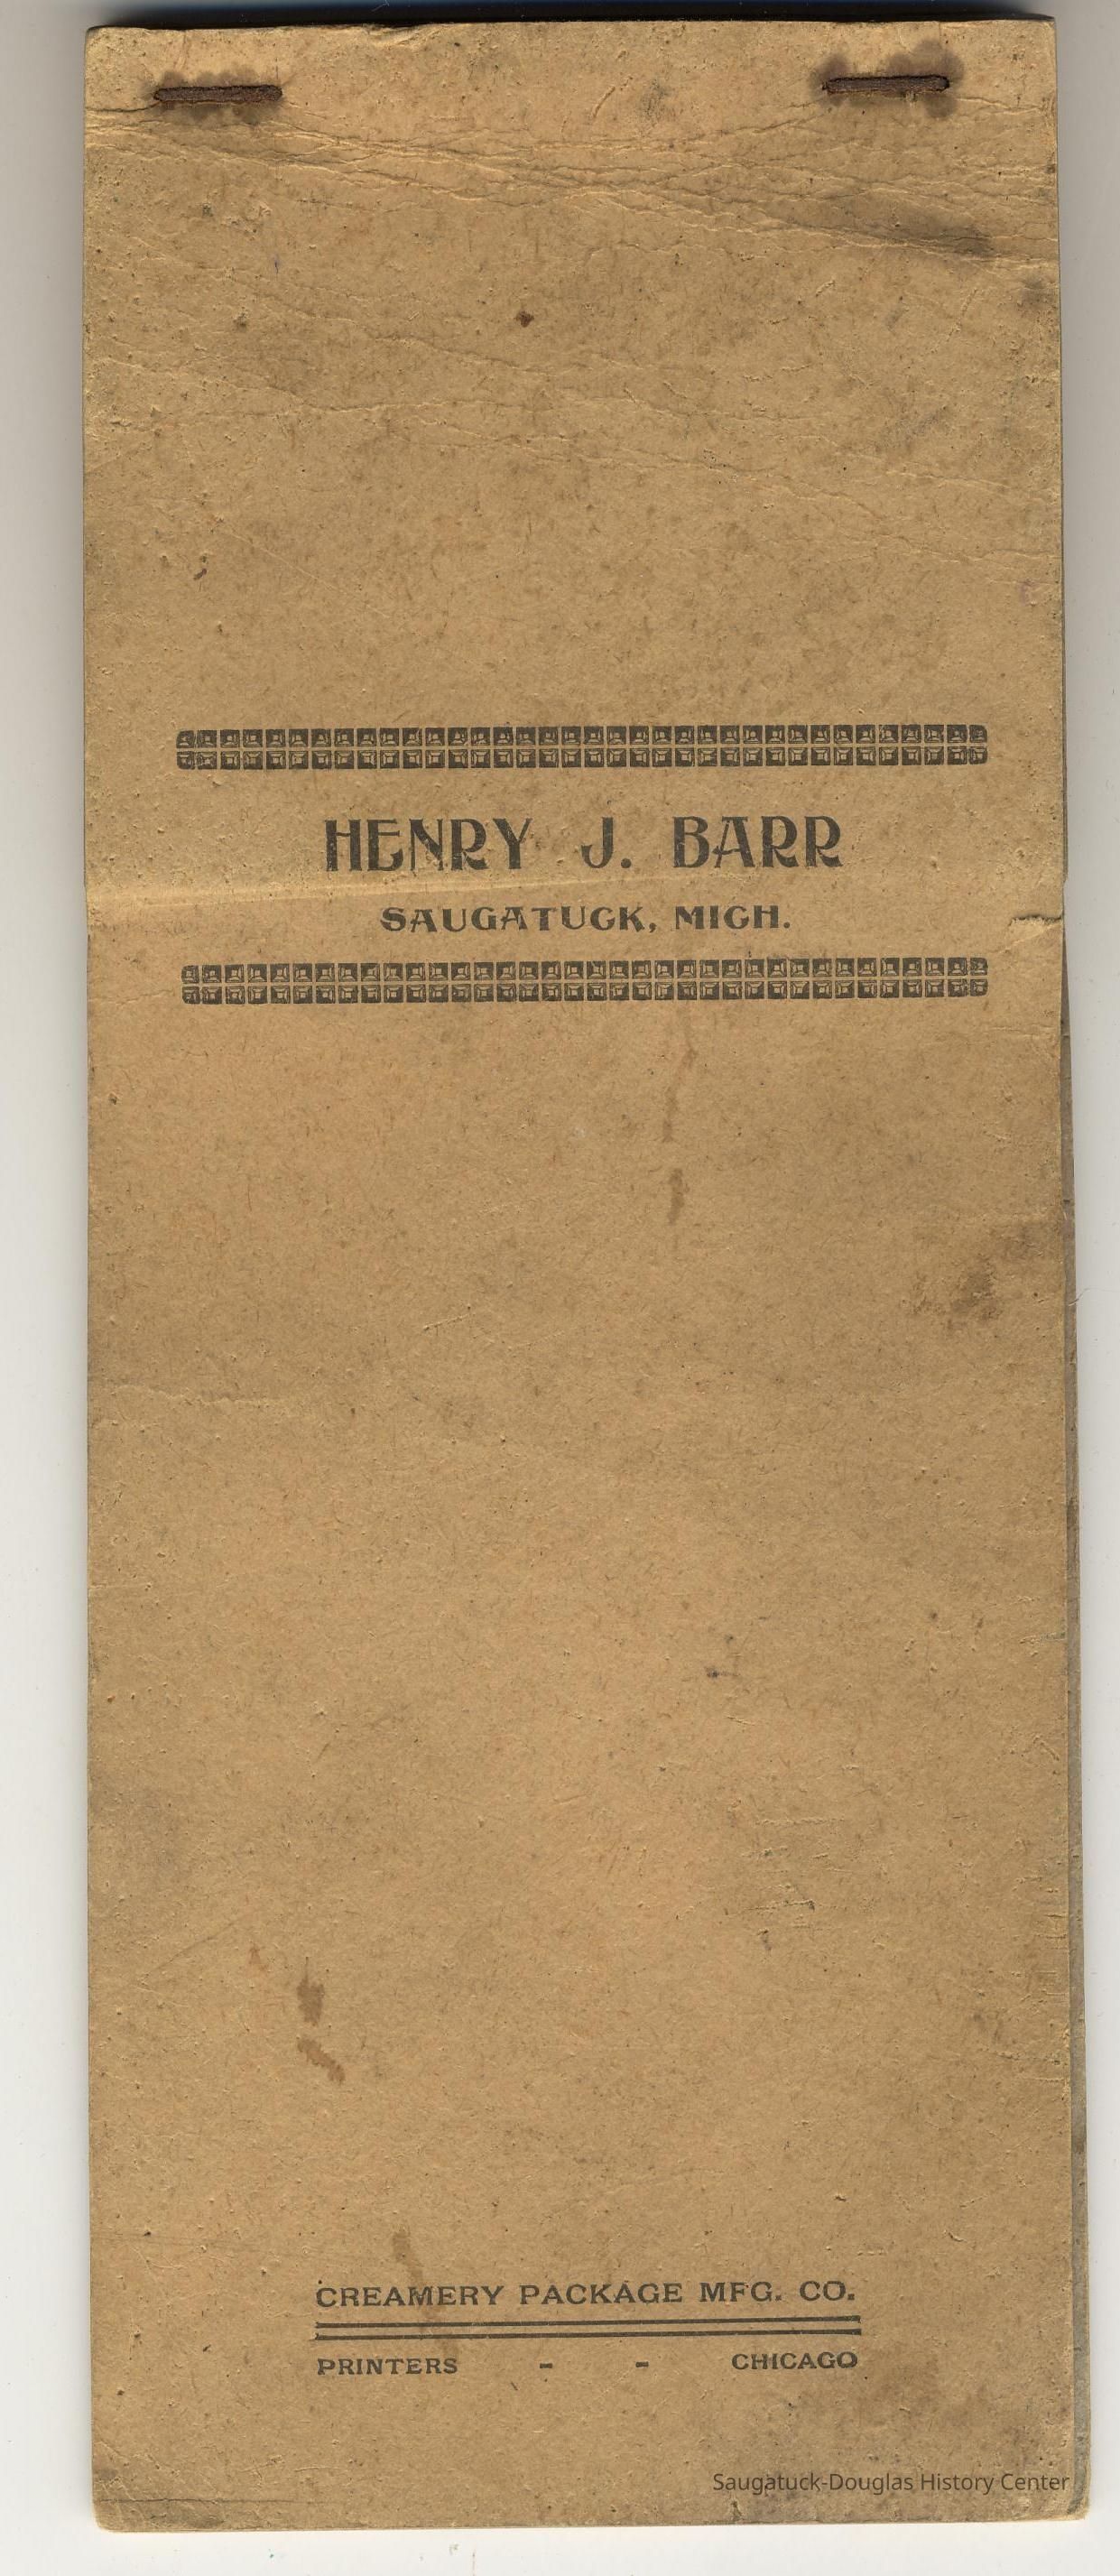 HENRY J. BARR
SAUGATUCK, MICH.
CREAMERY PACKAGE MFG. CO.
PRINTERS - - CHICAGO
Saugatuck-Douglas History Center